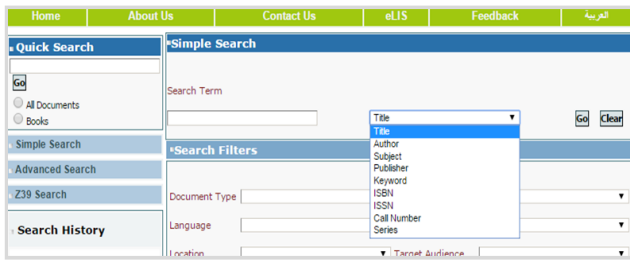 Home About Us Contact Us eLIS Feedback العربية
Quick Search
Go
All Documents
Books
Simple Search
Advanced Search
Z39 Search
Search History
Simple Search
Search Term
Title Go Clear
Title
Author
Subject
Publisher
Keyword
ISBN
ISSN
Call Number
Series
Search Filters
Document Type
Language
Location Target Audience